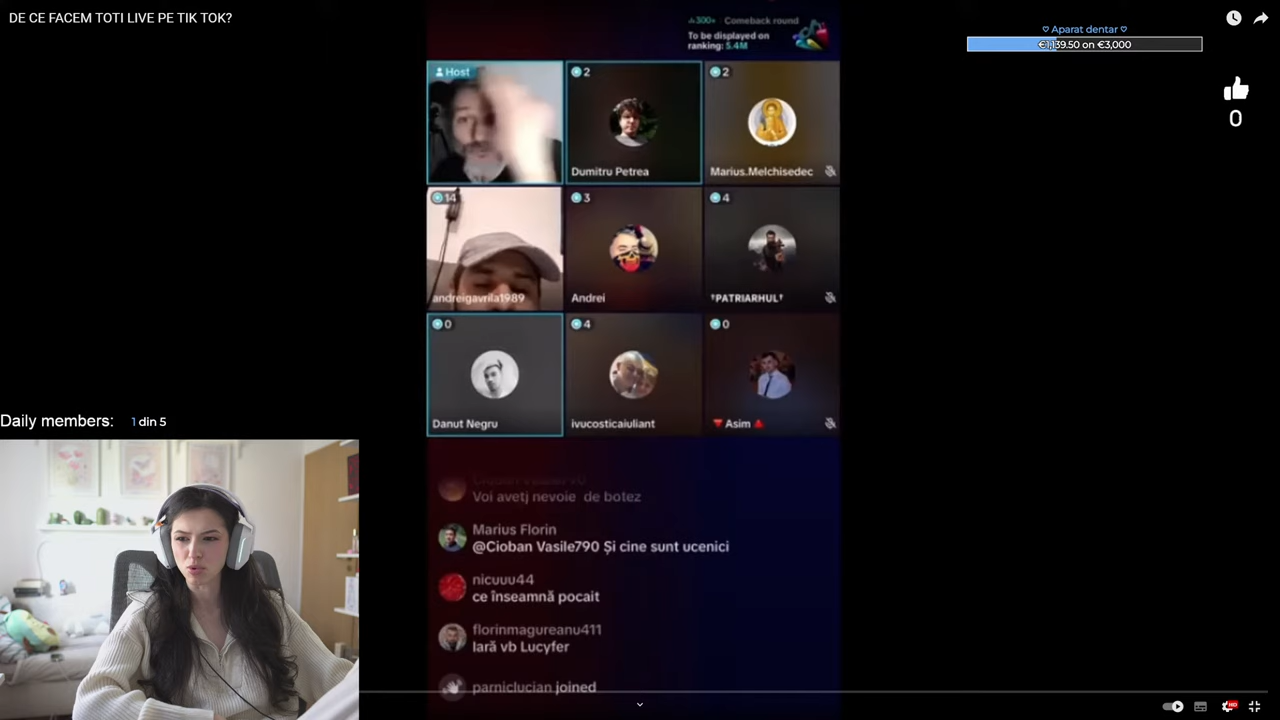 DE CE FACEM TOTI LIVE PE TIK TOK?
300+ Comeback round
To be displayed on
ranking: 5.4M
♡ Aparat dentar ♡
€1,139.50 on €3,000
0
Host
2
2
Dumitru Petrea
Marius.Melchisedec
14
3
4
andreigavrila1989
Andrei
†PATRIARHUL†
0
4
0
Danut Negru
ivucosticaiuliant
🔻Asim🔺
Daily members: 1 din 5
Voi avetj nevoie de botez
Marius Florin
@Cioban Vasile790 Și cine sunt ucenici
nicuuu44
ce înseamnă pocait
florinmagureanu411
Iară vb Lucyfer
parniclucian joined
HD